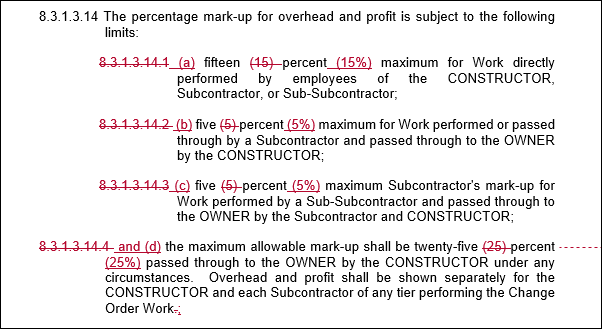 8.3.1.3.14 The percentage mark-up for overhead and profit is subject to the following
limits:
8.3.1.3.14.1 (a) fifteen (15) percent (15%) maximum for Work directly
performed by employees of the CONSTRUCTOR,
Subcontractor, or Sub-Subcontractor;
8.3.1.3.14.2 (b) five (5) percent (5%) maximum for Work performed or passed
through by a Subcontractor and passed through to the OWNER
by the CONSTRUCTOR;
8.3.1.3.14.3 (c) five (5) percent (5%) maximum Subcontractor's mark-up for
Work performed by a Sub-Subcontractor and passed through to
the OWNER by the Subcontractor and CONSTRUCTOR;
8.3.1.3.14.4 and (d) the maximum allowable mark-up shall be twenty-five (25) percent
(25%) passed through to the OWNER by the CONSTRUCTOR under any
circumstances. Overhead and profit shall be shown separately for the
CONSTRUCTOR and each Subcontractor of any tier performing the Change
Order Work.;